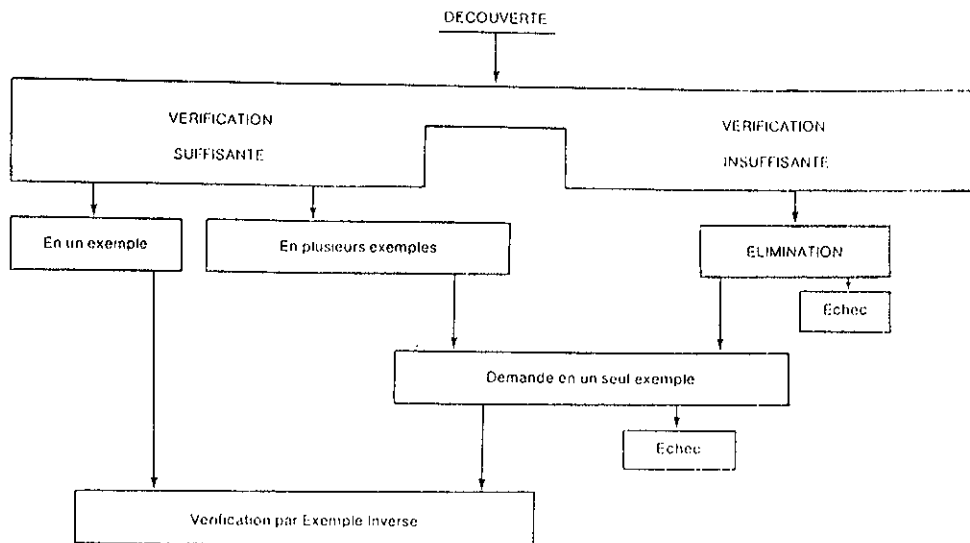 DECOUVERTE
VERIFICATION
SUFFISANTE
VERIFICATION
INSUFFISANTE
En un exemple
En plusieurs exemples
ELIMINATION
Echec
Demande en un seul exemple
Echec
Verification par Exemple Inverse